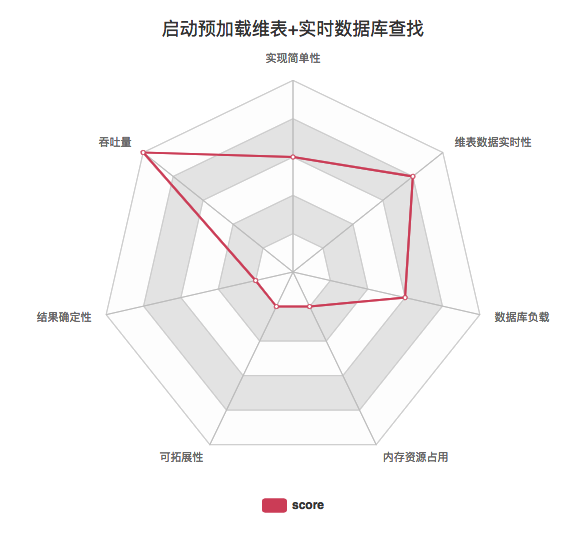 启动预加载维表+实时数据库查找
实现简单性
吞吐量
维表数据实时性
结果确定性
数据库负载
可拓展性
内存资源占用
score